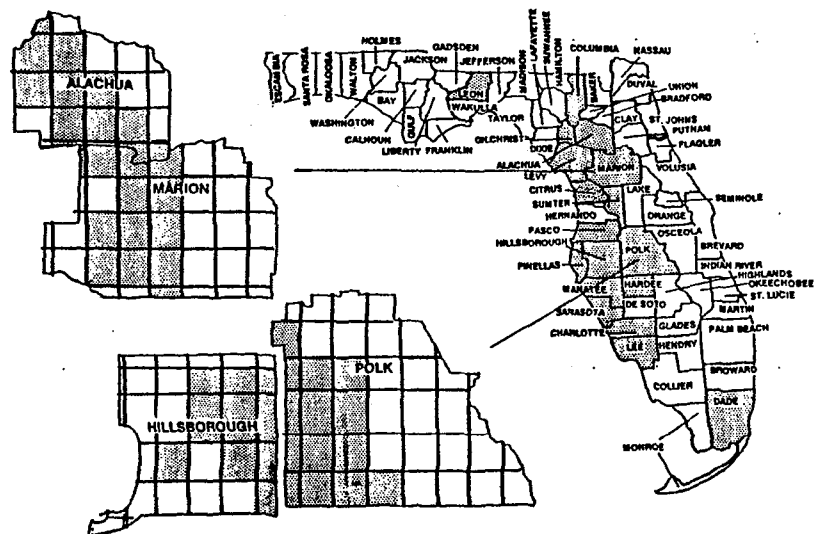 ALACHUA
MARION
HILLSBOROUGH
POLK
HOLMES
GADSDEN
JACKSON
JEFFERSON
ESCAMBIA
SANTA ROSA
OKALOOSA
WALTON
BAY
LEON
WAKULLA
WASHINGTON
CALHOUN
GULF
LIBERTY
FRANKLIN
TAYLOR
MADISON
LAFAYETTE
SUWANNEE
HAMILTON
COLUMBIA
BAKER
NASSAU
DUVAL
UNION
BRADFORD
CLAY
ST. JOHNS
PUTNAM
FLAGLER
GILCHRIST
DIXIE
ALACHUA
LEVY
MARION
VOLUSIA
CITRUS
LAKE
SEMINOLE
SUMTER
HERNANDO
ORANGE
OSCEOLA
PASCO
HILLSBOROUGH
POLK
BREVARD
PINELLAS
INDIAN RIVER
HIGHLANDS
OKEECHOBEE
MANATEE
HARDEE
ST. LUCIE
DE SOTO
MARTIN
SARASOTA
CHARLOTTE
GLADES
PALM BEACH
LEE
HENDRY
BROWARD
COLLIER
DADE
MONROE